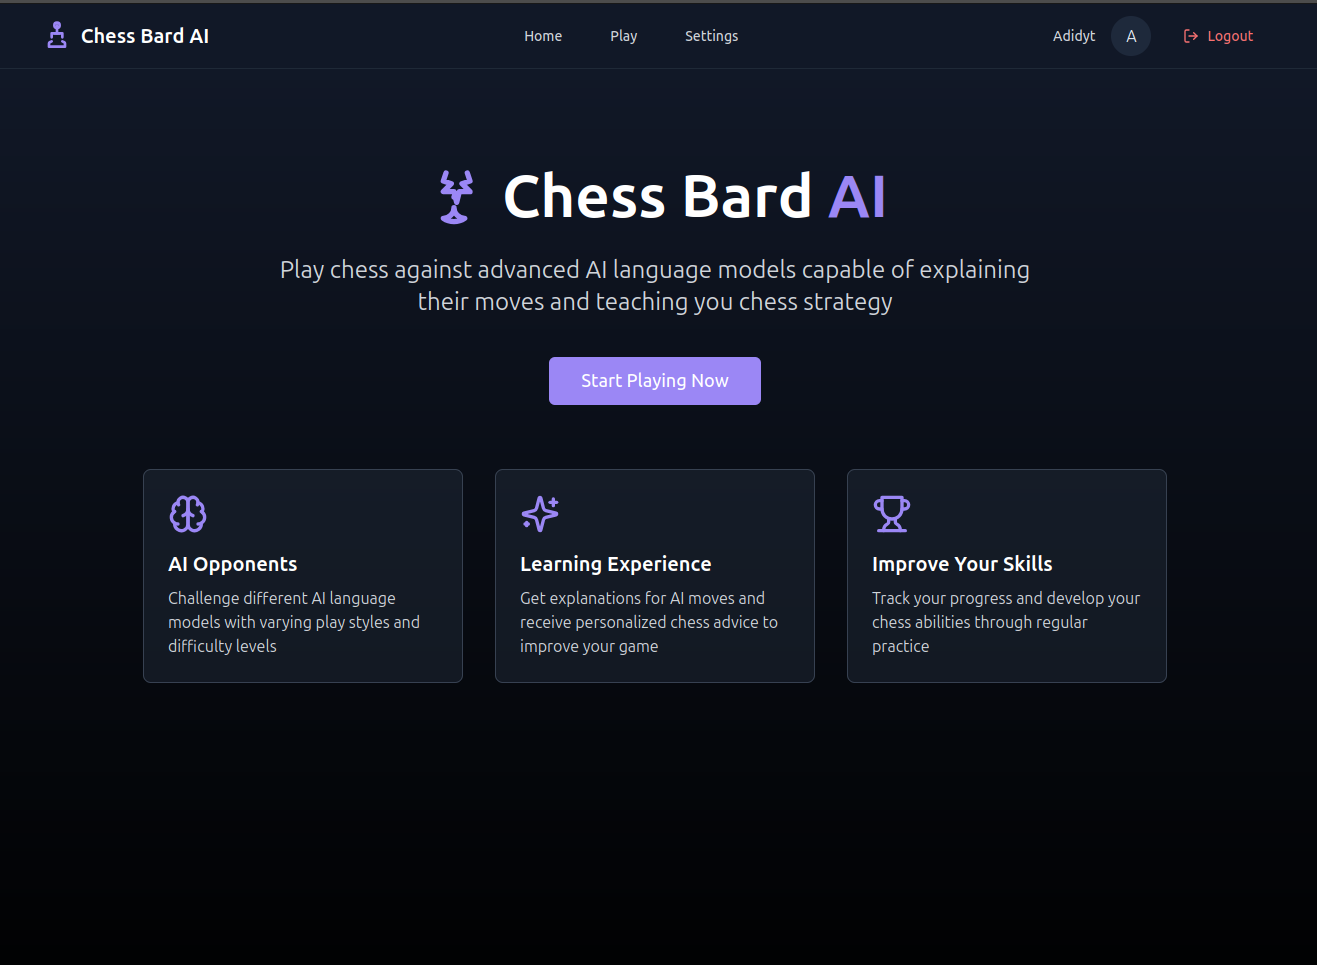 Chess Bard AI
Home
Play
Settings
Adidyt
A
Logout
Chess Bard AI
Play chess against advanced AI language models capable of explaining
their moves and teaching you chess strategy
Start Playing Now
AI Opponents
Challenge different AI language
models with varying play styles and
difficulty levels
Learning Experience
Get explanations for AI moves and
receive personalized chess advice to
improve your game
Improve Your Skills
Track your progress and develop your
chess abilities through regular
practice